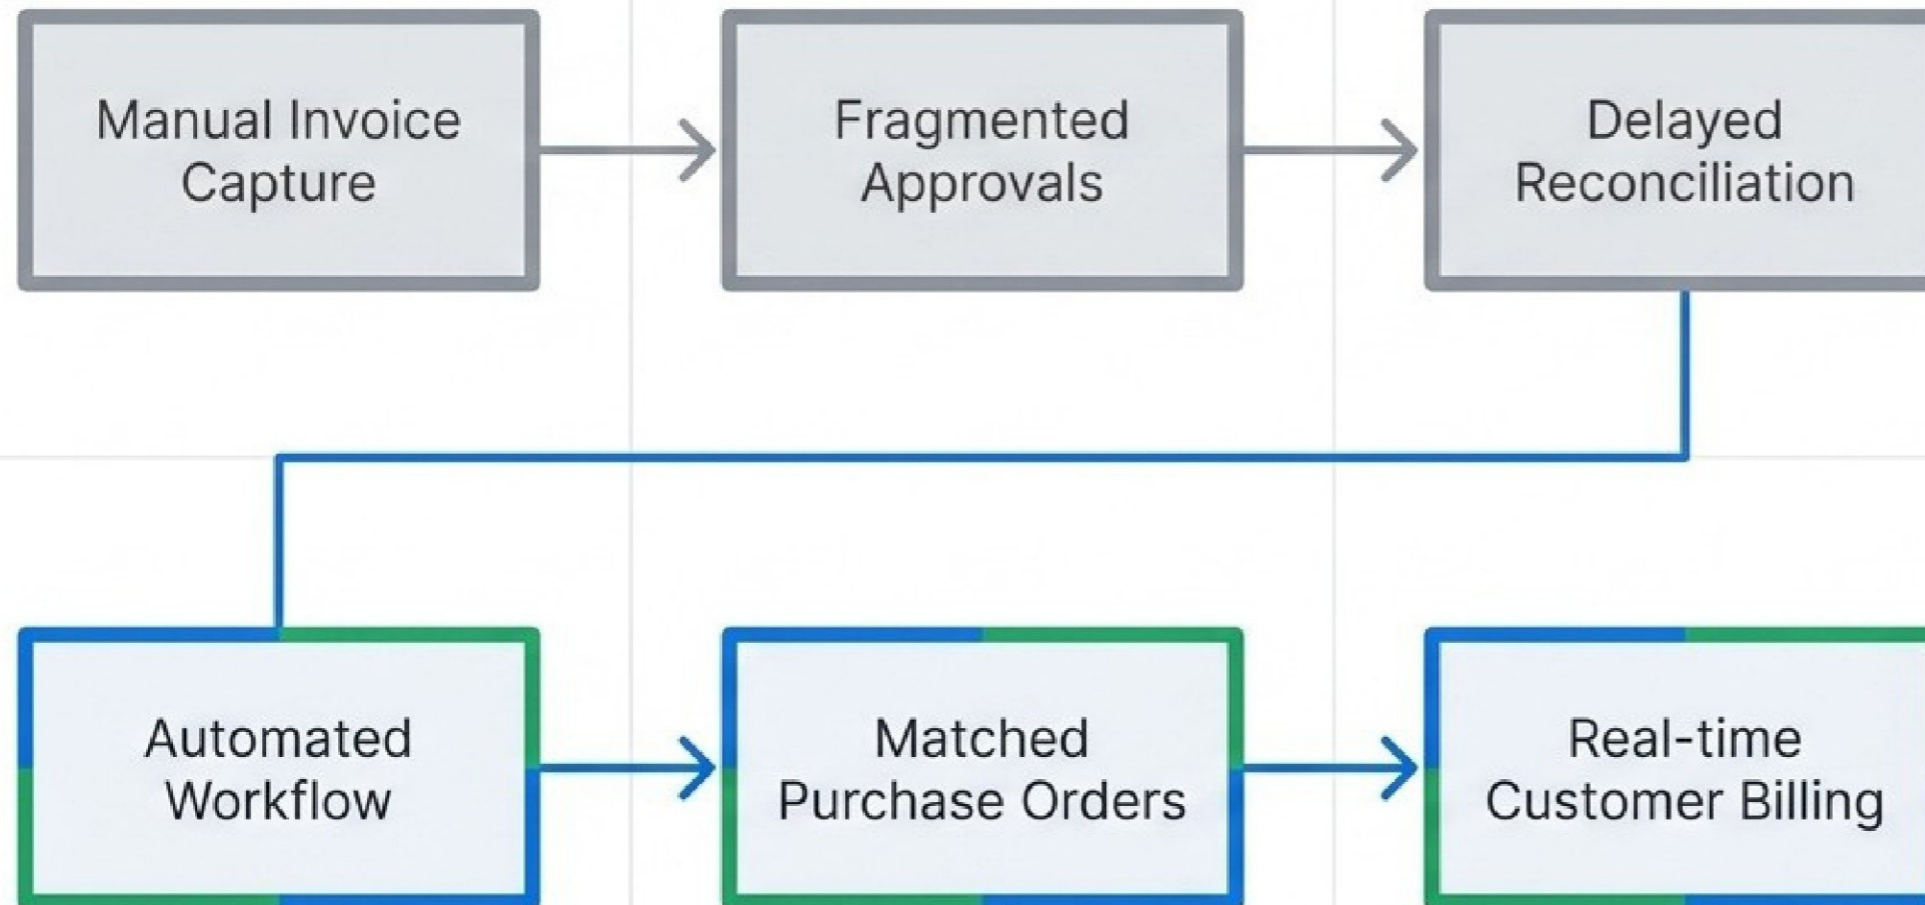 Manual Invoice
Capture
Fragmented
Approvals
Delayed
Reconciliation
Automated
Workflow
Matched
Purchase Orders
Real-time
Customer Billing